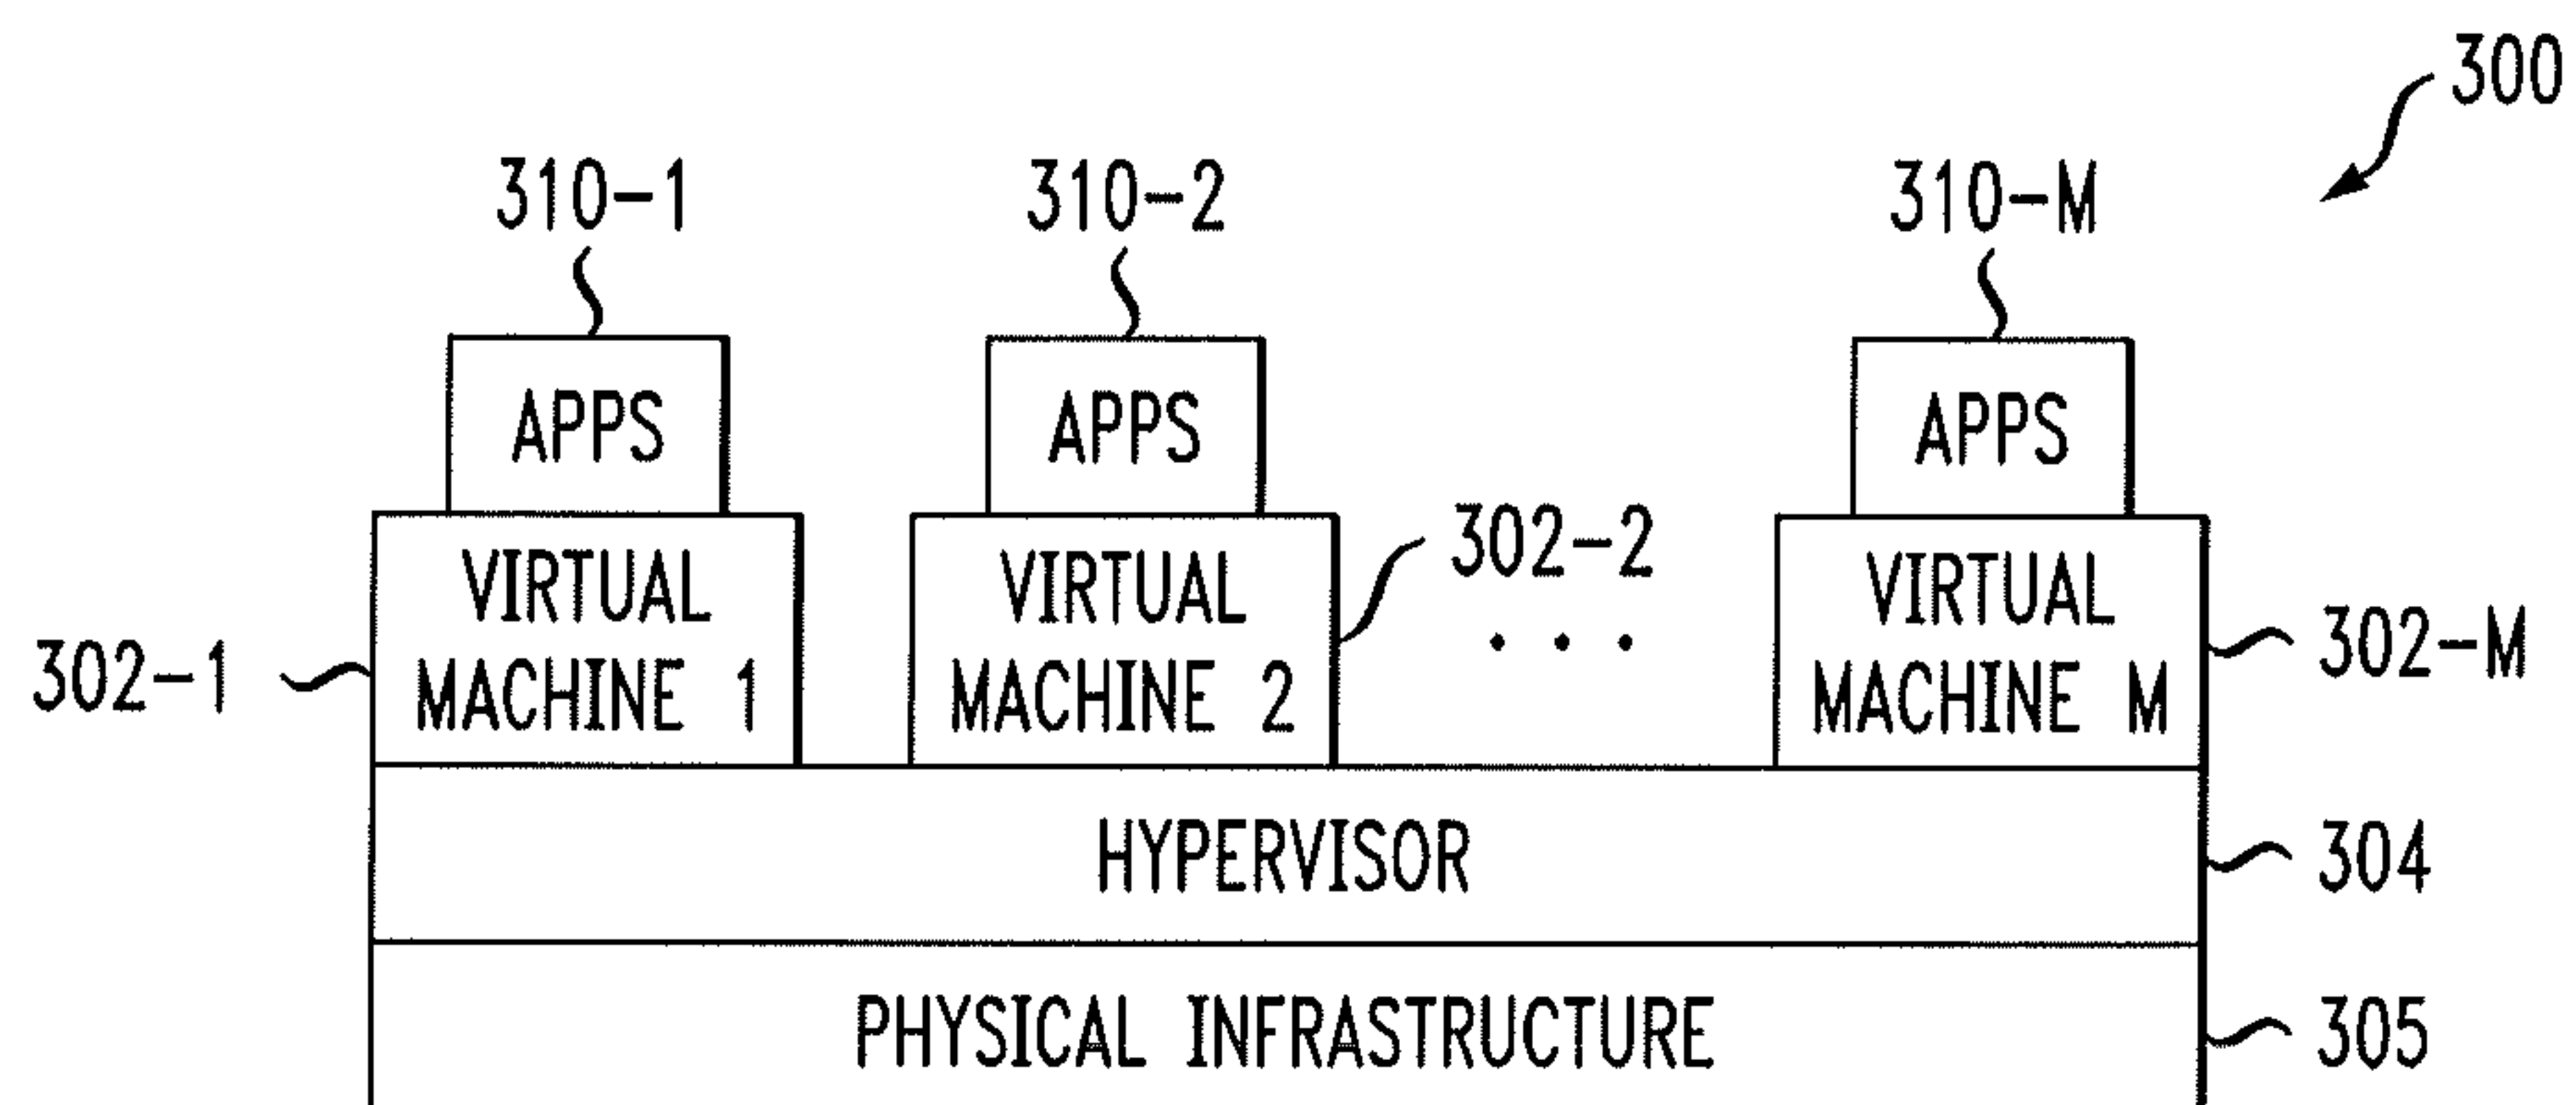 300
310-1 310-2 310-M
APPS APPS APPS
302-2
VIRTUAL MACHINE 1
VIRTUAL MACHINE 2
VIRTUAL MACHINE M
302-1
302-M
HYPERVISOR
304
PHYSICAL INFRASTRUCTURE
305